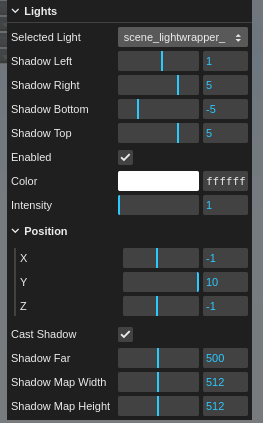 Lights
Selected Light scene_lightwrapper_
Shadow Left 1
Shadow Right 5
Shadow Bottom -5
Shadow Top 5
Enabled
Color ffffff
Intensity 1
Position
X -1
Y 10
Z -1
Cast Shadow
Shadow Far 500
Shadow Map Width 512
Shadow Map Height 512